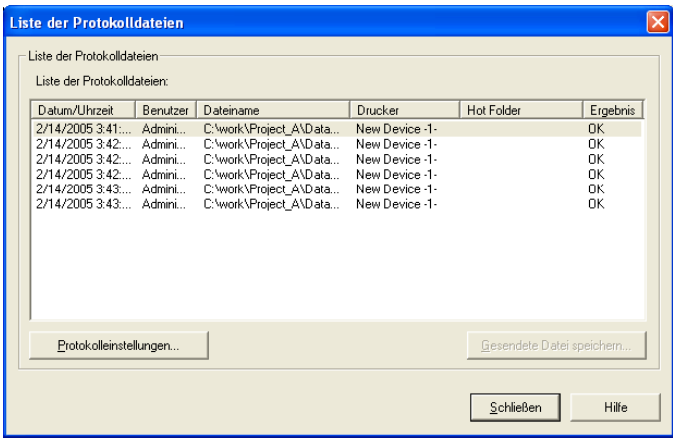 Liste der Protokolldateien
Liste der Protokolldateien
Liste der Protokolldateien:
Datum/Uhrzeit Benutzer Dateiname Drucker Hot Folder Ergebnis
2/14/2005 3:41:... Admini... C:\work\Project_A\Data... New Device -1- OK
2/14/2005 3:42:... Admini... C:\work\Project_A\Data... New Device -1- OK
2/14/2005 3:42:... Admini... C:\work\Project_A\Data... New Device -1- OK
2/14/2005 3:42:... Admini... C:\work\Project_A\Data... New Device -1- OK
2/14/2005 3:43:... Admini... C:\work\Project_A\Data... New Device -1- OK
2/14/2005 3:43:... Admini... C:\work\Project_A\Data... New Device -1- OK
Protokolleinstellungen... Gesendete Datei speichern...
Schließen Hilfe